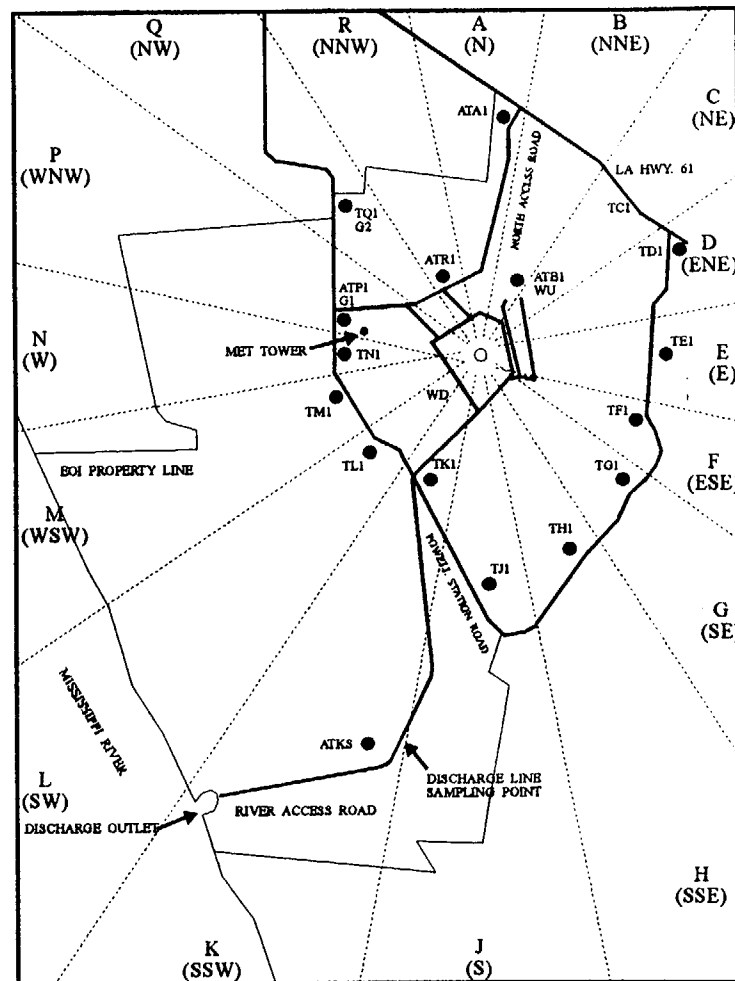 Q
(NW)
R
(NNW)
A
(N)
B
(NNE)
C
(NE)
ATA1
NORTH ACCESS ROAD
LA HWY. 61
P
(WNW)
TC1
TQ1
G2
D
(ENE)
TD1
ATR1
ATB1
WU
ATP1
G1
MET TOWER
TN1
TE1
N
(W)
E
(E)
WD
TM1
TF1
EOI PROPERTY LINE
TL1
TK1
TG1
F
(ESE)
M
(WSW)
POWELL STATION ROAD
TH1
TJ1
G
(SE)
MISSISSIPPI RIVER
ATKS
DISCHARGE LINE
SAMPLING POINT
L
(SW)
RIVER ACCESS ROAD
DISCHARGE OUTLET
H
(SSE)
K
(SSW)
J
(S)